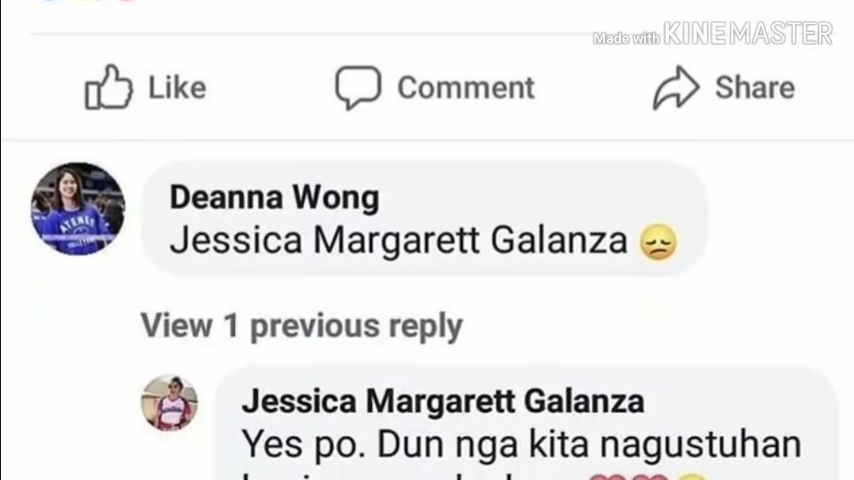 Made with KINEMASTER
Like Comment Share
Deanna Wong
Jessica Margarett Galanza 😞
View 1 previous reply
Jessica Margarett Galanza
Yes po. Dun nga kita nagustuhan